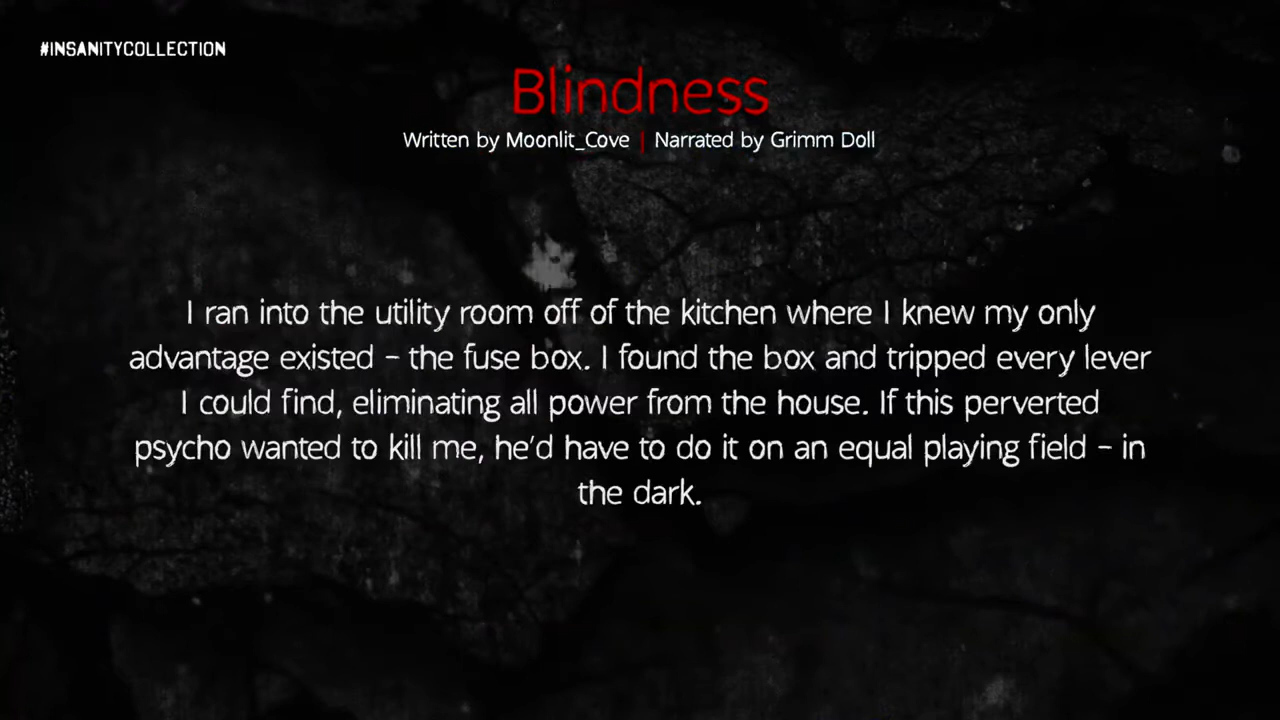 #INSANITYCOLLECTION
Blindness
Written by Moonlit_Cove | Narrated by Grimm Doll
I ran into the utility room off of the kitchen where I knew my only
advantage existed – the fuse box. I found the box and tripped every lever
I could find, eliminating all power from the house. If this perverted
psycho wanted to kill me, he’d have to do it on an equal playing field – in
the dark.